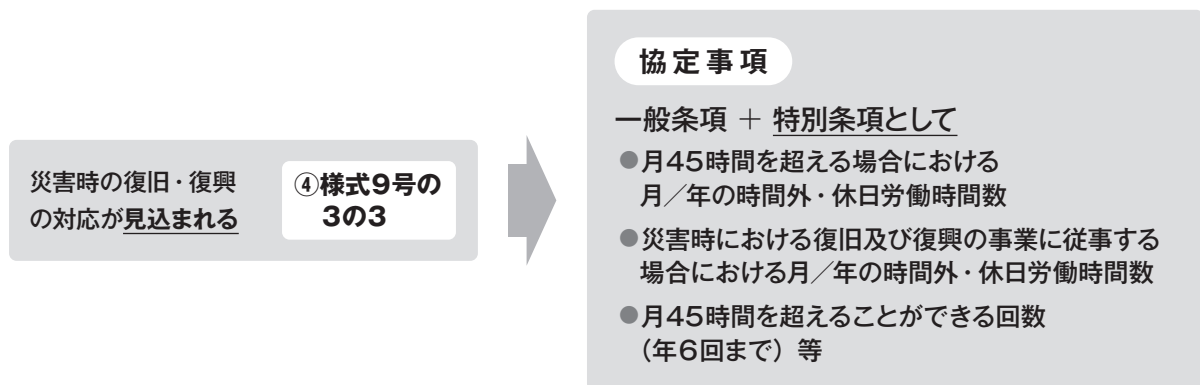 災害時の復旧・復興
の対応が見込まれる
④様式9号の
3の3
協定事項
一般条項 ＋ 特別条項として
●月45時間を超える場合における
月／年の時間外・休日労働時間数
●災害時における復旧及び復興の事業に従事する
場合における月／年の時間外・休日労働時間数
●月45時間を超えることができる回数
（年6回まで）等